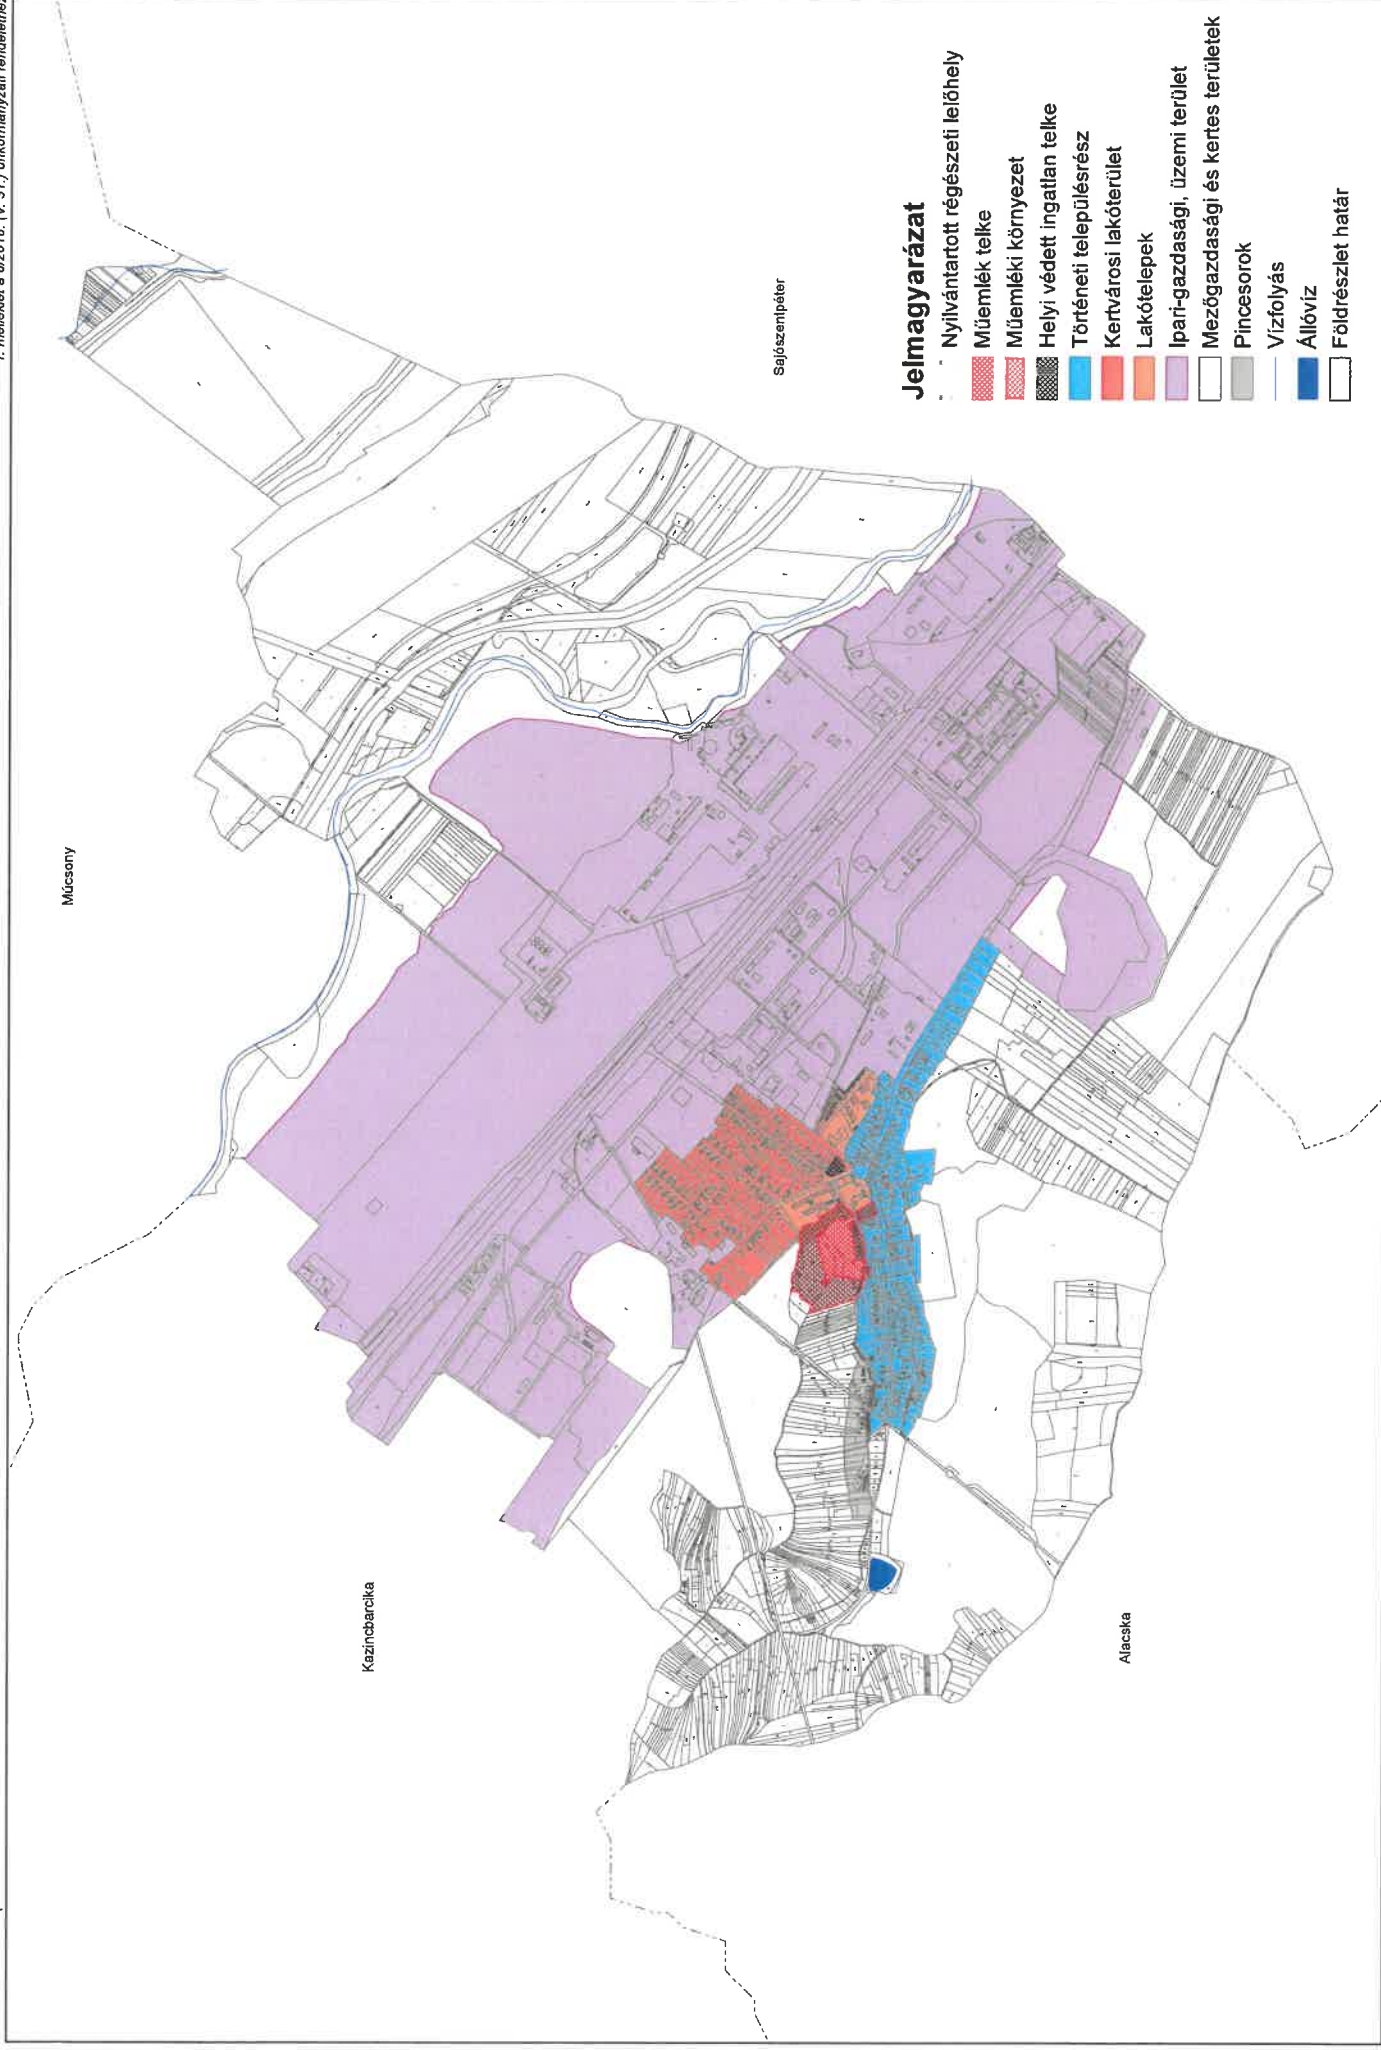 Múcsony
Sajószentpéter
Kazincbarcika
Alacska
Jelmagyarázat
Nyilvántartott régészeti lelőhely
Műemlék telke
Műemléki környezet
Helyi védett ingatlan telke
Történeti településrész
Kertvárosi lakóterület
Lakótelepek
Ipari-gazdasági, üzemi terület
Mezőgazdasági és kertes területek
Pincesorok
Vízfolyás
Állóvíz
Földrészlet határ